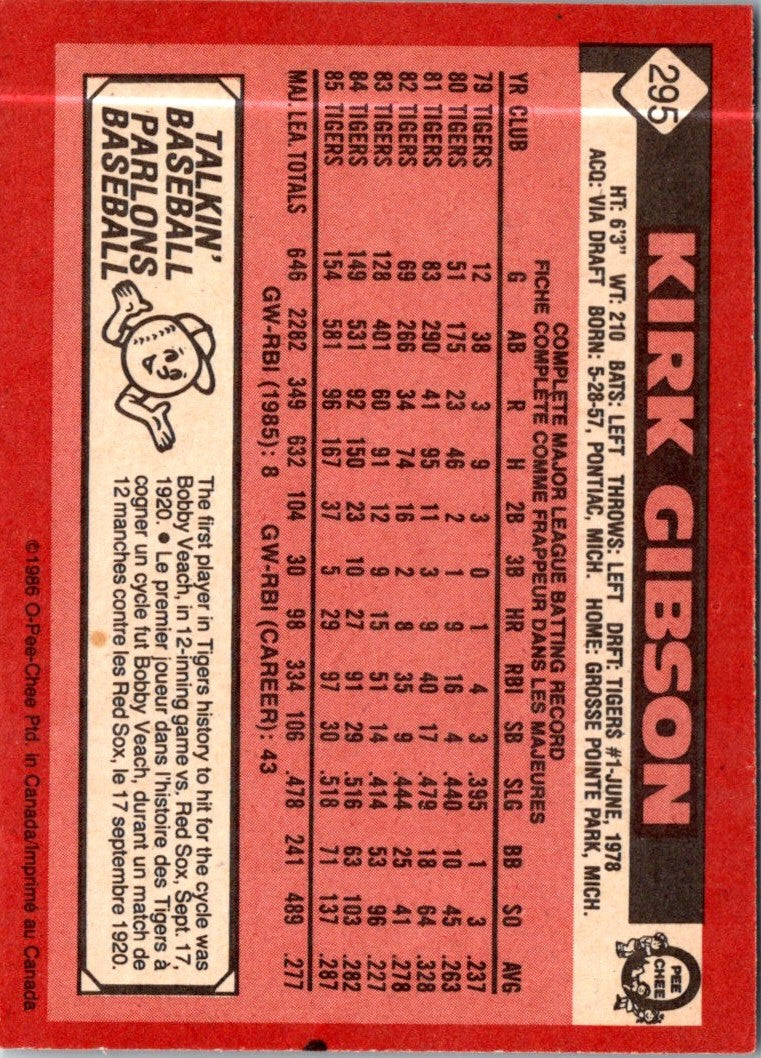 295
KIRK GIBSON
O
PEE
CHEE
HT: 6'3" WT: 210 BATS: LEFT THROWS: LEFT DRFT: TIGERS #1-JUNE, 1978
ACQ: VIA DRAFT BORN: 5-28-57, PONTIAC, MICH. HOME: GROSSE POINTE PARK, MICH.
COMPLETE MAJOR LEAGUE BATTING RECORD
FICHE COMPLÈTE COMME FRAPPEUR DANS LES MAJEURES
YR CLUB G AB R H 2B 3B HR RBI SB SLG BB SO AVG
79 TIGERS 12 38 3 9 3 0 1 4 3 .395 1 3 .237
80 TIGERS 51 175 23 46 2 1 9 16 4 .440 10 45 .263
81 TIGERS 83 290 41 95 11 3 9 40 17 .479 18 64 .328
82 TIGERS 69 266 34 74 16 2 8 35 9 .444 25 41 .278
83 TIGERS 128 401 60 91 12 9 15 51 14 .414 53 96 .227
84 TIGERS 149 531 92 150 23 10 27 91 29 .516 63 103 .282
85 TIGERS 154 581 96 167 37 5 29 97 30 .518 71 137 .287
MAJ. LEA. TOTALS 646 2282 349 632 104 30 98 334 106 .478 241 489 .277
GW-RBI (1985): 8 GW-RBI (CAREER): 43
TALKIN'
BASEBALL
PARLONS
BASEBALL
The first player in Tigers history to hit for the cycle was
Bobby Veach, in 12-inning game vs. Red Sox, Sept. 17,
1920. ● Le premier joueur dans l'histoire des Tigers à
cogner un cycle fut Bobby Veach, durant un match de
12 manches contre les Red Sox, le 17 septembre 1920.
©1986 O-Pee-Chee Ptd. in Canada/Imprimé au Canada